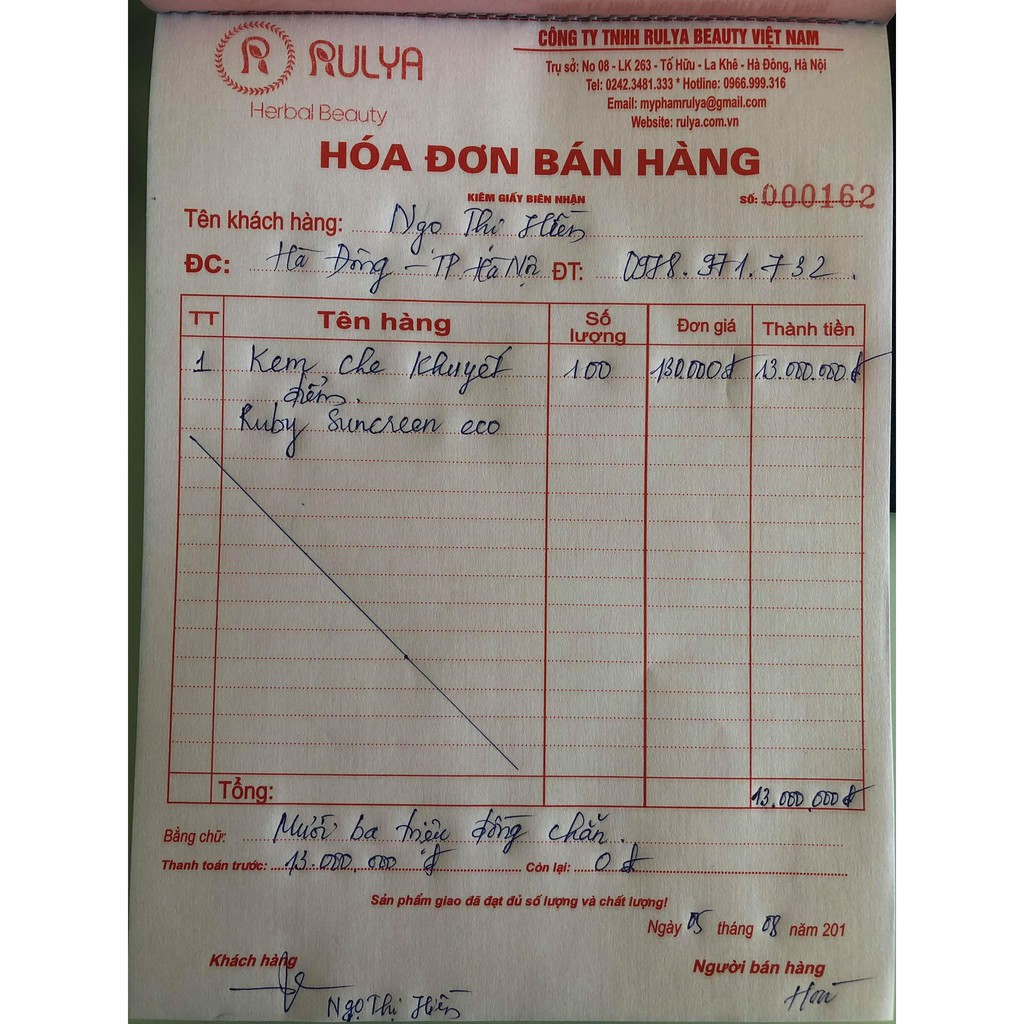 RULYA
Herbal Beauty
CÔNG TY TNHH RULYA BEAUTY VIỆT NAM
Trụ sở: No 08 - LK 263 - Tố Hữu - La Khê - Hà Đông, Hà Nội
Tel: 0242.3481.333 * Hotline: 0966.999.316
Email: myphamrulya@gmail.com
Website: rulya.com.vn
HÓA ĐƠN BÁN HÀNG
KIÊM GIẤY BIÊN NHẬN
SỐ: 000162
Tên khách hàng: Ngọ Thị Hiền
ĐC: Hà Đông - TP Hà Nội ĐT: 0978.971.732.
TT Tên hàng Số lượng Đơn giá Thành tiền
1 Kem che khuyết 100 130.000đ 13.000.000đ
điểm.
Ruby Suncreen eco
Tổng: 13.000.000đ
Bằng chữ: Mười ba triệu đồng chẵn.
Thanh toán trước: 13.000.000 đ Còn lại: 0 đ
Sản phẩm giao đã đạt đủ số lượng và chất lượng!
Ngày 05 tháng 08 năm 201
Khách hàng Người bán hàng
Ngọ Thị Hiền